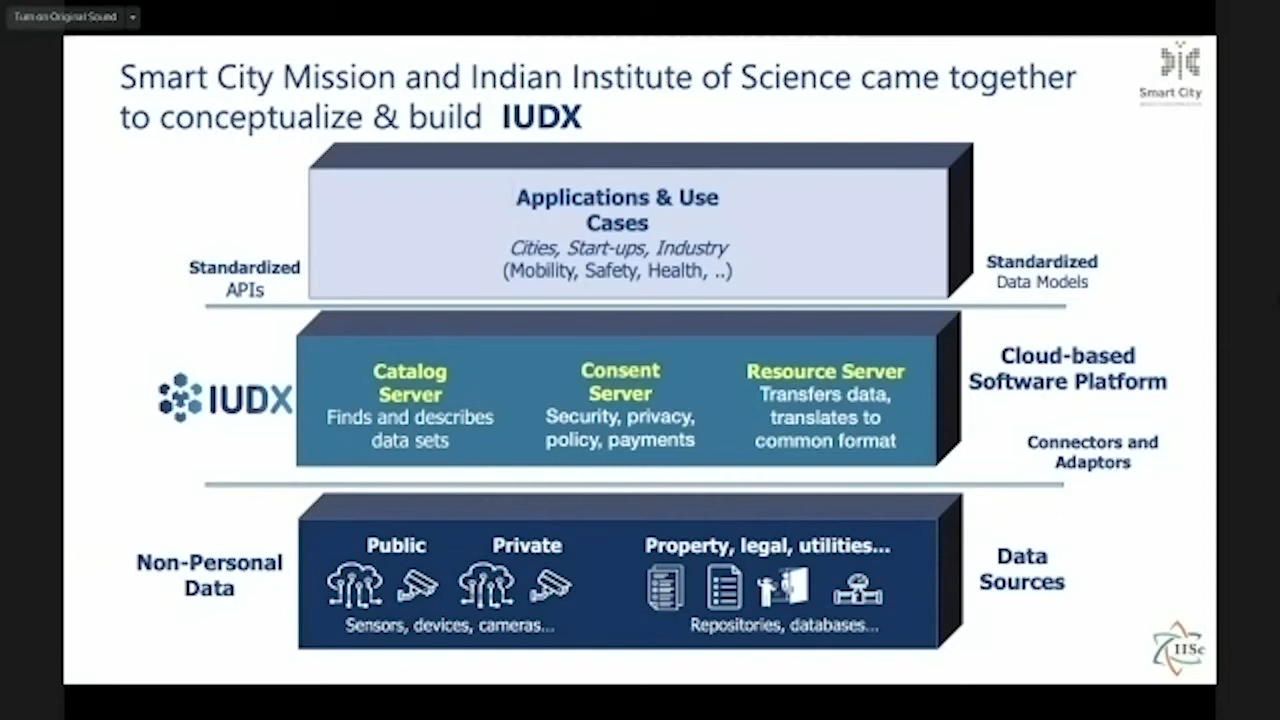 Turn on Original Sound
Smart City Mission and Indian Institute of Science came together
to conceptualize & build IUDX
Smart City
Applications & Use
Cases
Cities, Start-ups, Industry
(Mobility, Safety, Health, ..)
Standardized
APIs
Standardized
Data Models
IUDX
Catalog
Server
Finds and describes
data sets
Consent
Server
Security, privacy,
policy, payments
Resource Server
Transfers data,
translates to
common format
Cloud-based
Software Platform
Connectors and
Adaptors
Non-Personal
Data
Public
Private
Property, legal, utilities...
Sensors, devices, cameras...
Repositories, databases...
Data
Sources
IISc